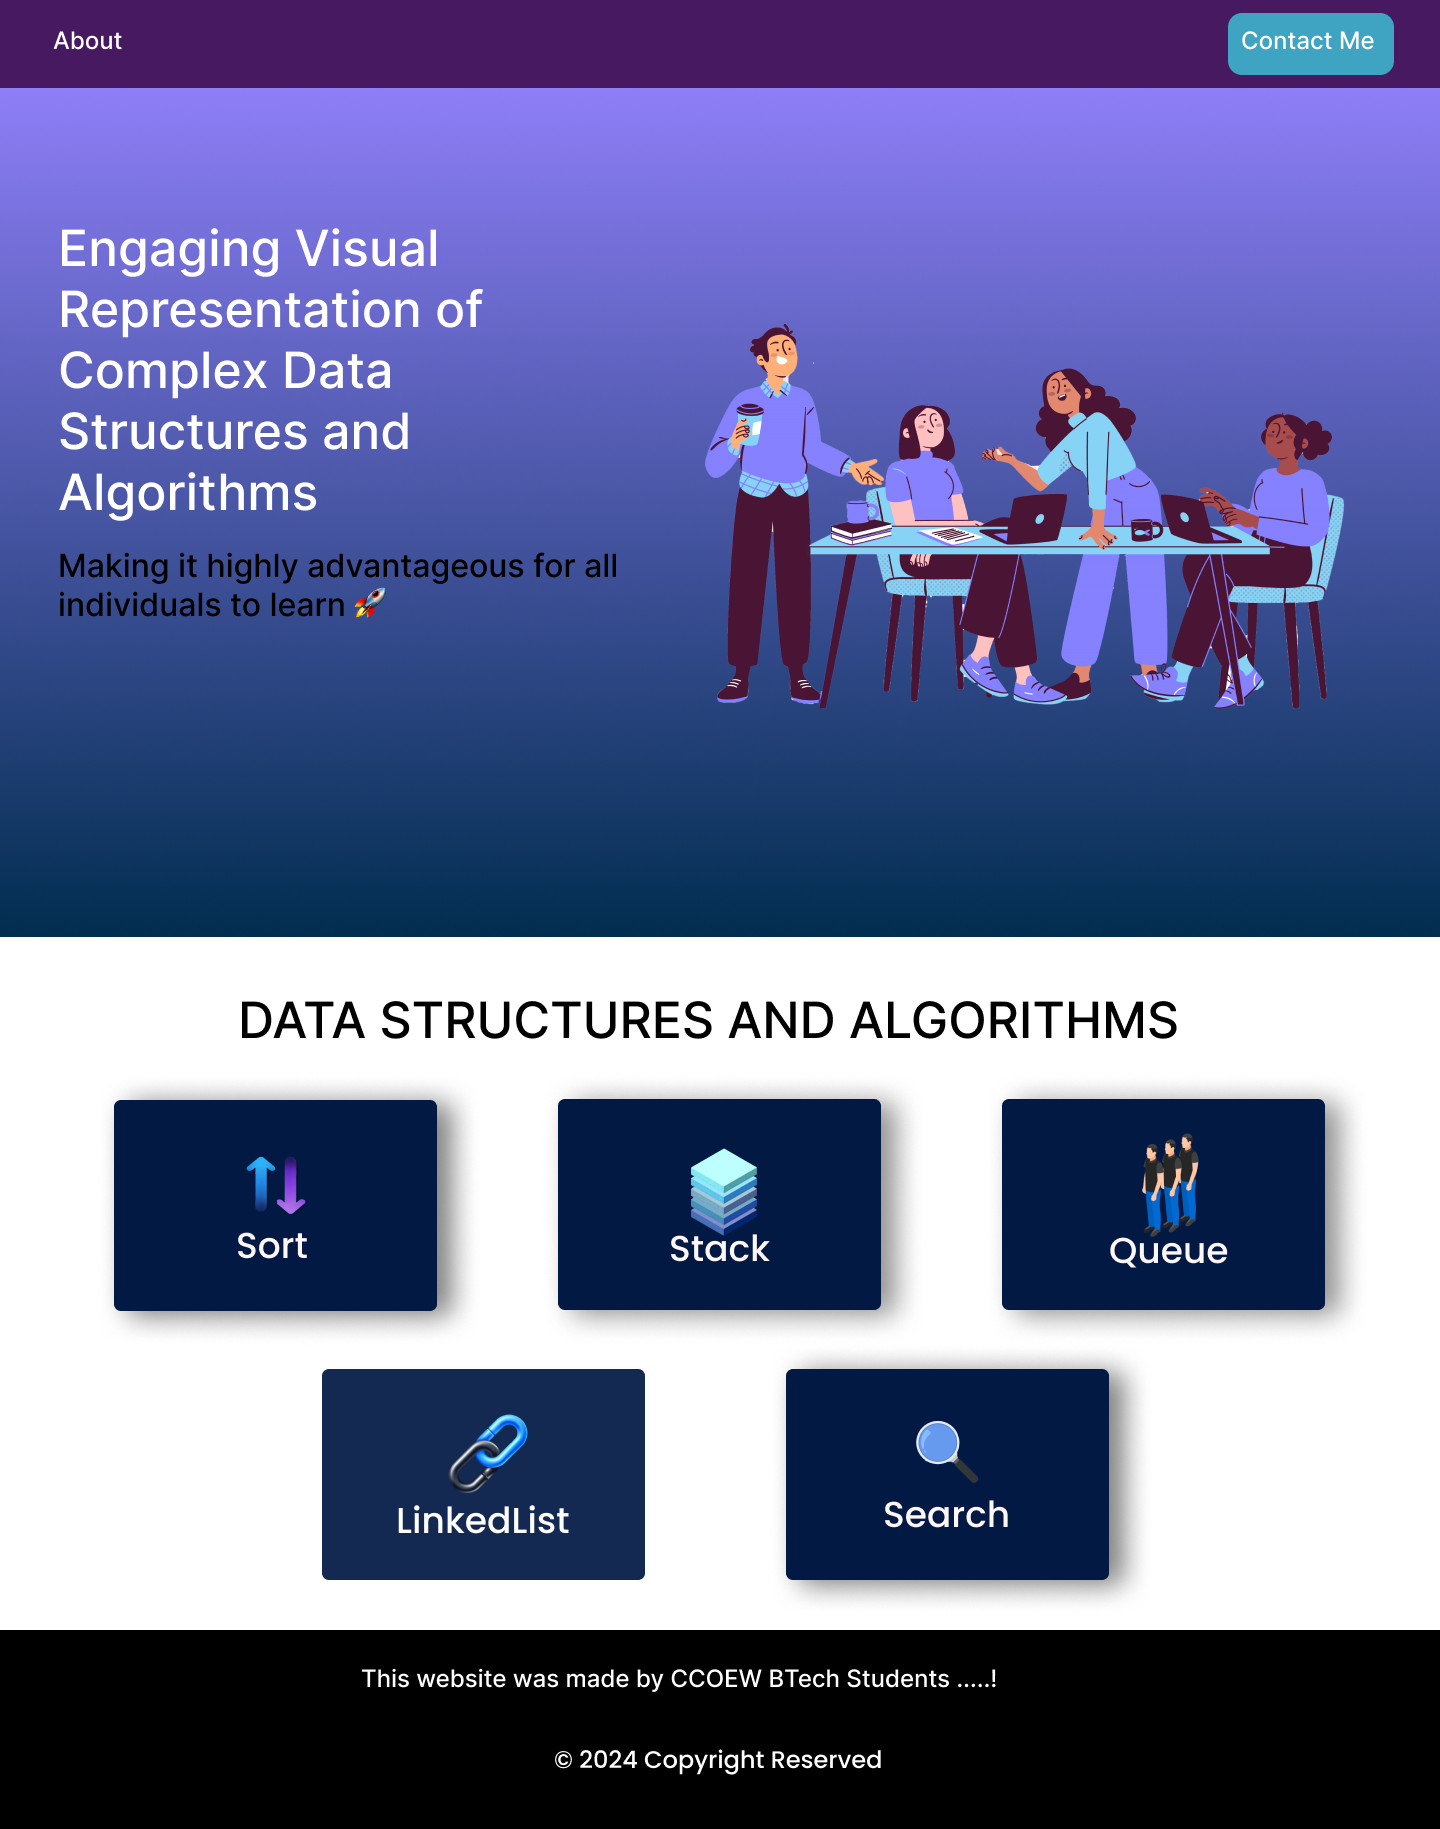 About
Contact Me
Engaging Visual
Representation of
Complex Data
Structures and
Algorithms
Making it highly advantageous for all
individuals to learn 🚀
DATA STRUCTURES AND ALGORITHMS
Sort
Stack
Queue
LinkedList
Search
This website was made by CCOEW BTech Students .....!
© 2024 Copyright Reserved